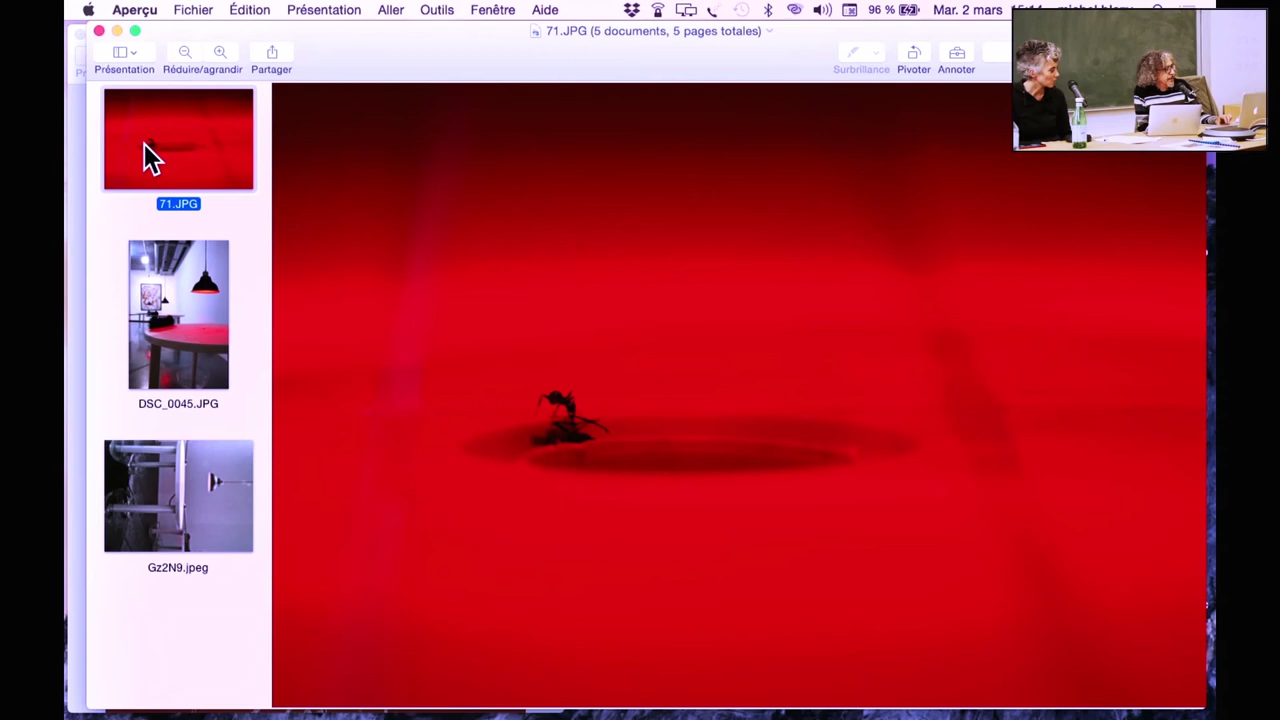 Aperçu Fichier Édition Présentation Aller Outils Fenêtre Aide 96 % Mar. 2 mars
71.JPG (5 documents, 5 pages totales)
Présentation Réduire/agrandir Partager Surbrillance Pivoter Annoter
71.JPG
DSC_0045.JPG
Gz2N9.jpeg